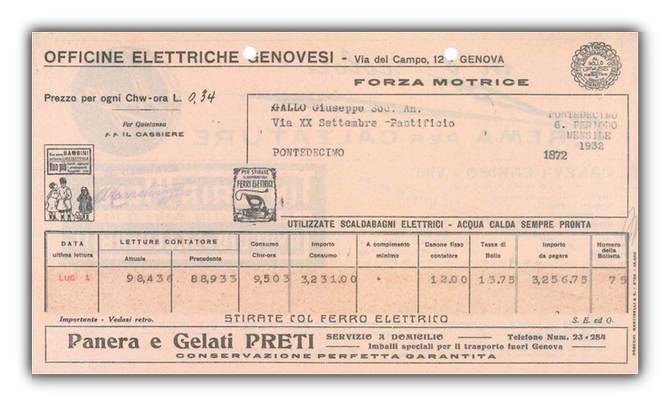 OFFICINE ELETTRICHE GENOVESI - Via del Campo, 12 - GENOVA
FORZA MOTRICE
Prezzo per ogni Chw-ora L. 0,34
Per Quietanza
p. p. IL CASSIERE
GALLO Giuseppe Soc. An.
Via XX Settembre -Pastificio
PONTEDECIMO
PONTEDECIMO
6. PERIODO
MENSILE
1932
1872
BAMBINI
PER STIRARE
FERRI ELETTRICI
UTILIZZATE SCALDABAGNI ELETTRICI - ACQUA CALDA SEMPRE PRONTA
DATA ultima lettura
LETTURE CONTATORE
Attuale Precedente
Consumo Chw-ora
Importo Consumo
A compimento minimo
Canone fisso contatore
Tassa di Bollo
Importo da pagare
Numero della Bolletta
LUG 1 98,436 88,933 9,503 3,231.00 12.00 13.75 3,256.75 75
Importante - Vedasi retro. STIRATE COL FERRO ELETTRICO S. E. ed O.
Panera e Gelati PRETI SERVIZIO A DOMICILIO Telefono Num. 23-284
Imballi speciali per il trasporto fuori Genova
CONSERVAZIONE PERFETTA GARANTITA